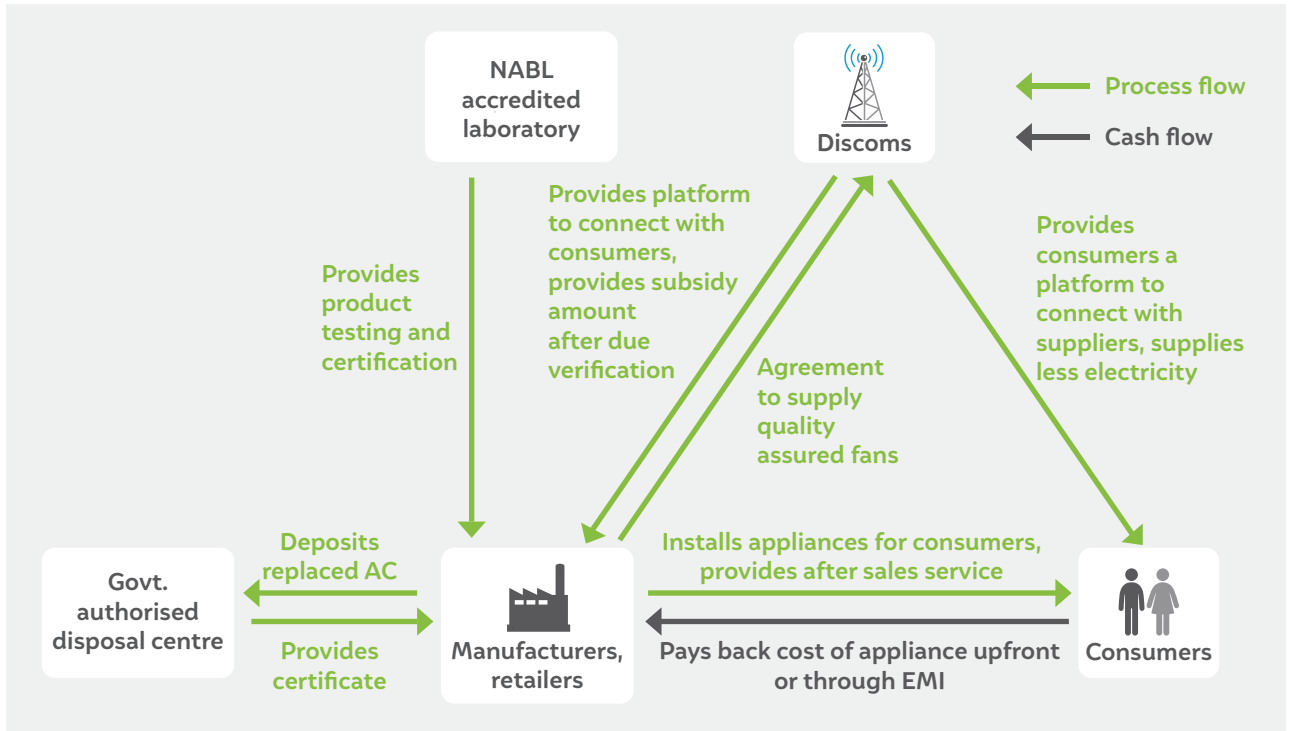 NABL
accredited
laboratory
Discoms
Process flow
Cash flow
Provides
product
testing and
certification
Provides platform
to connect with
consumers,
provides subsidy
amount
after due
verification
Agreement
to supply
quality
assured fans
Provides
consumers a
platform to
connect with
suppliers, supplies
less electricity
Govt.
authorised
disposal centre
Deposits
replaced AC
Provides
certificate
Manufacturers,
retailers
Installs appliances for consumers,
provides after sales service
Pays back cost of appliance upfront
or through EMI
Consumers